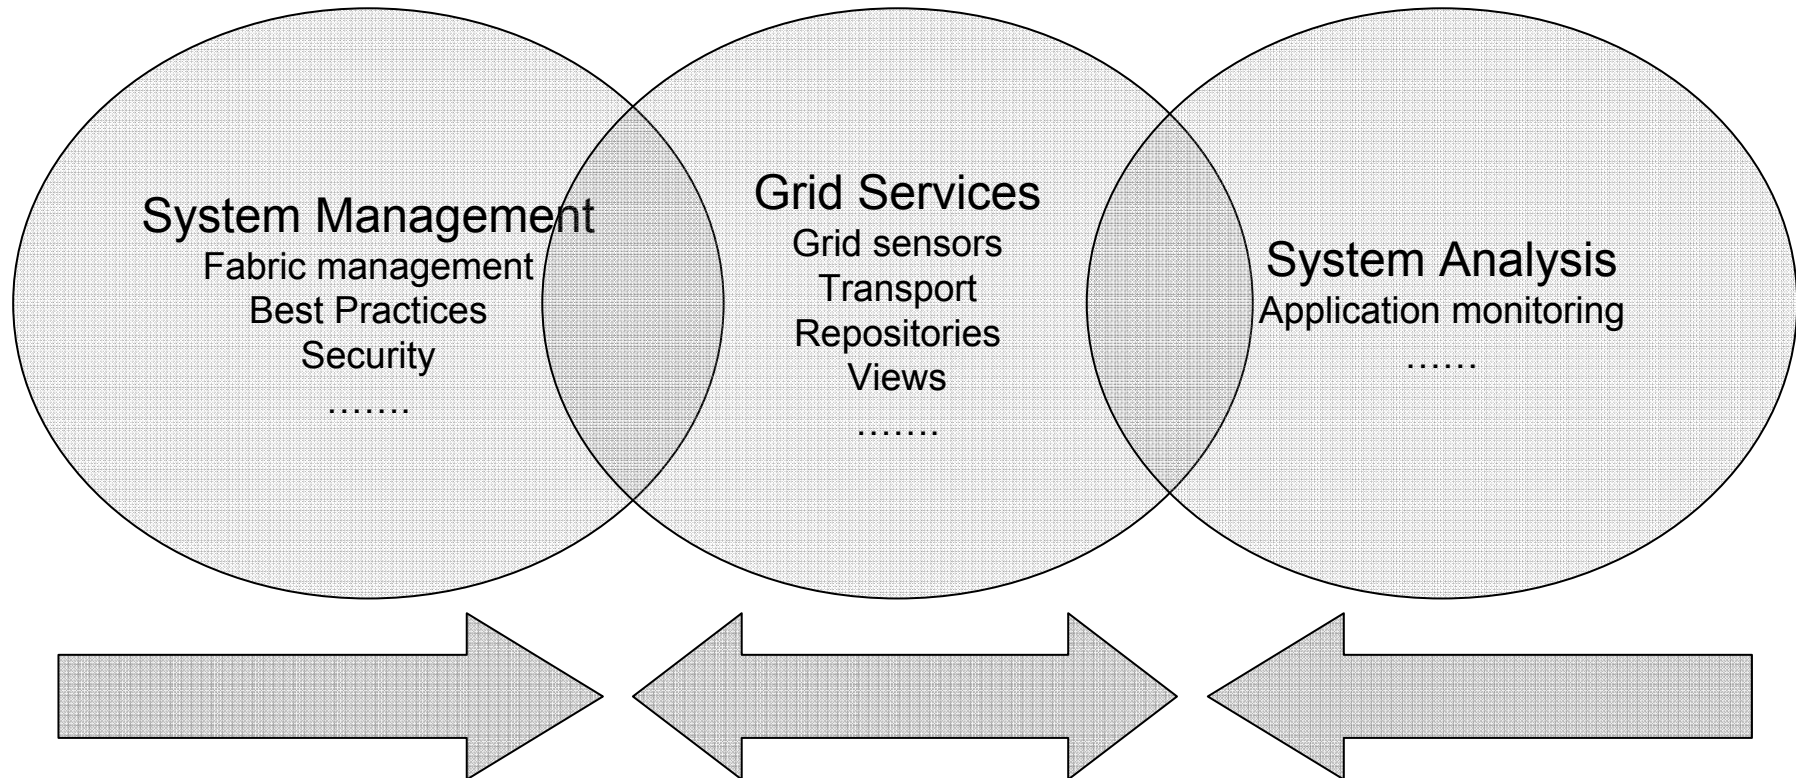 System Management
Fabric management
Best Practices
Security
.......
Grid Services
Grid sensors
Transport
Repositories
Views
.......
System Analysis
Application monitoring
......